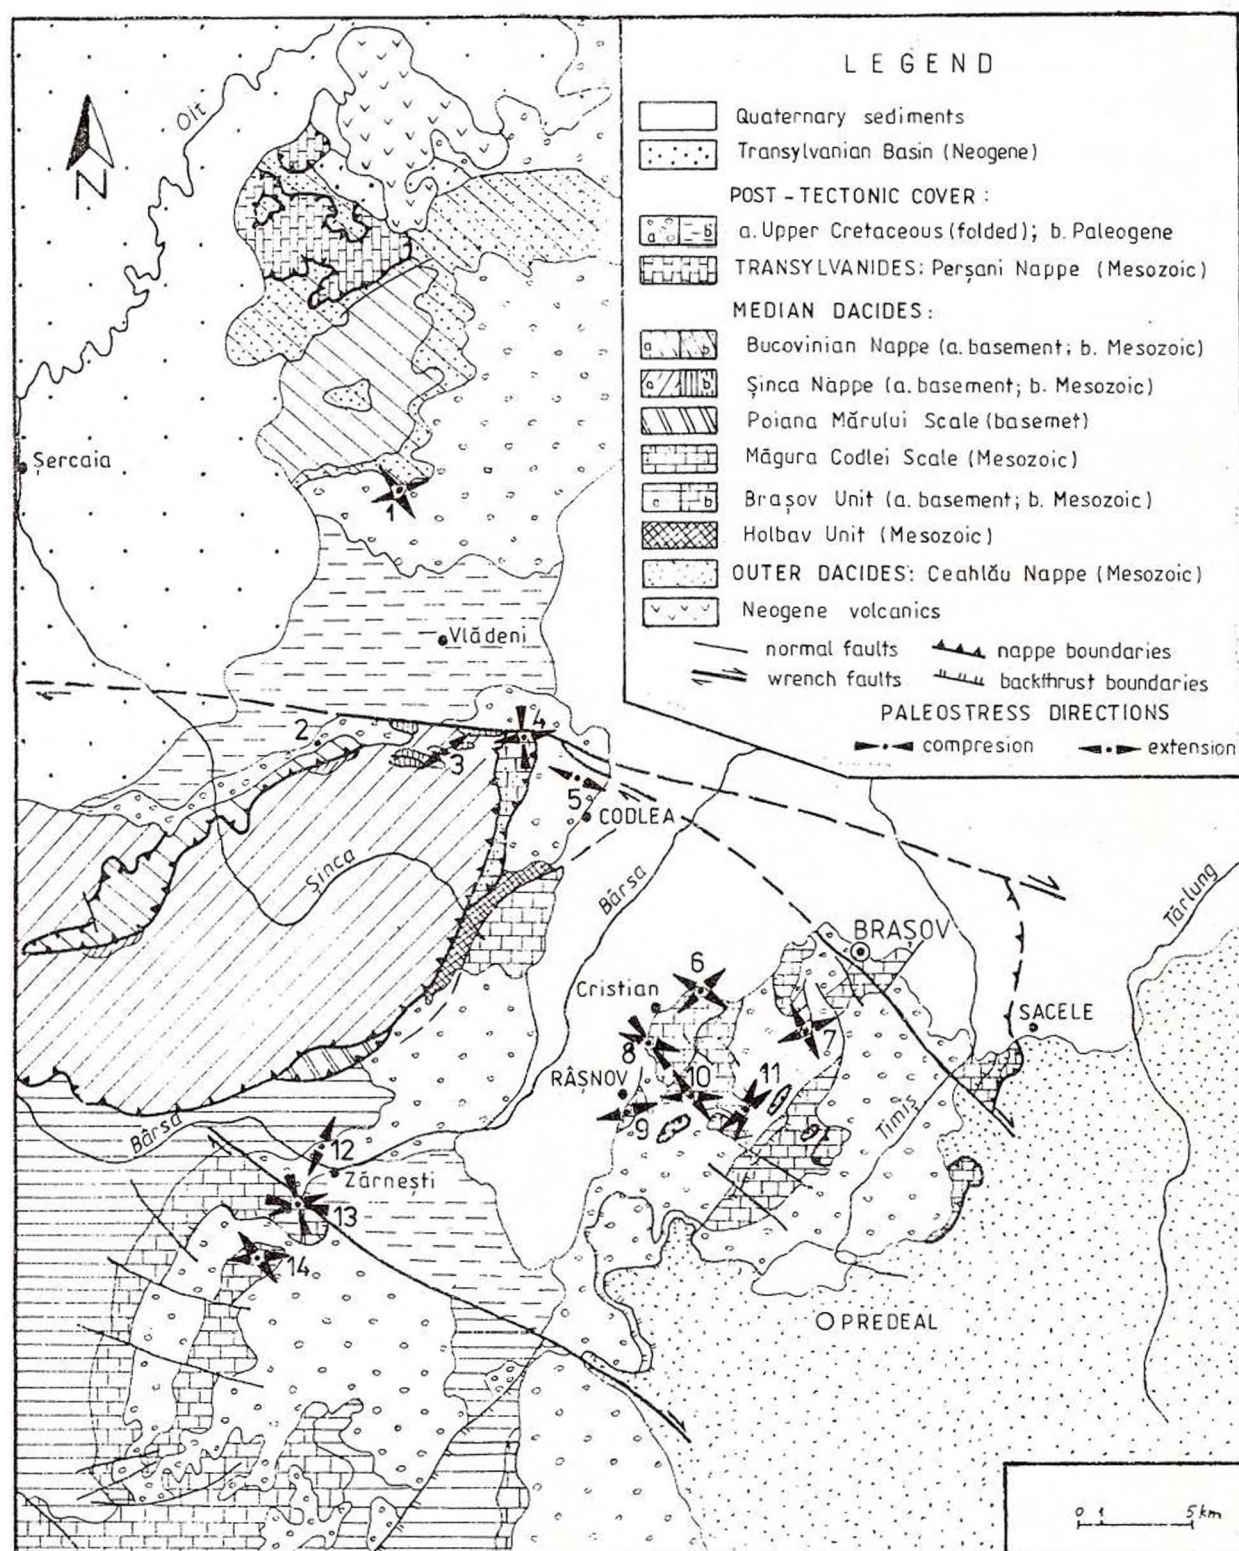 LEGEND
Quaternary sediments
Transylvanian Basin (Neogene)
POST-TECTONIC COVER:
a b a. Upper Cretaceous (folded); b. Paleogene
TRANSYLVANIDES: Perșani Nappe (Mesozoic)
MEDIAN DACIDES:
a b Bucovinian Nappe (a. basement; b. Mesozoic)
a b Șinca Nappe (a. basement; b. Mesozoic)
Poiana Mărului Scale (basemet)
Măgura Codlei Scale (Mesozoic)
a b Brașov Unit (a. basement; b. Mesozoic)
Holbav Unit (Mesozoic)
OUTER DACIDES: Ceahlău Nappe (Mesozoic)
Neogene volcanics
normal faults nappe boundaries
wrench faults backthrust boundaries
PALEOSTRESS DIRECTIONS
compresion extension
N
Olt
Șercaia
1
Vlădeni
2
3
4
5
CODLEA
Șinca
Bârsa
Târlung
BRAȘOV
6
Cristian
SACELE
7
8
RÂȘNOV
10
11
9
Timiș
Bârsa
12
Zărnești
13
14
PREDEAL
0 1 5 km